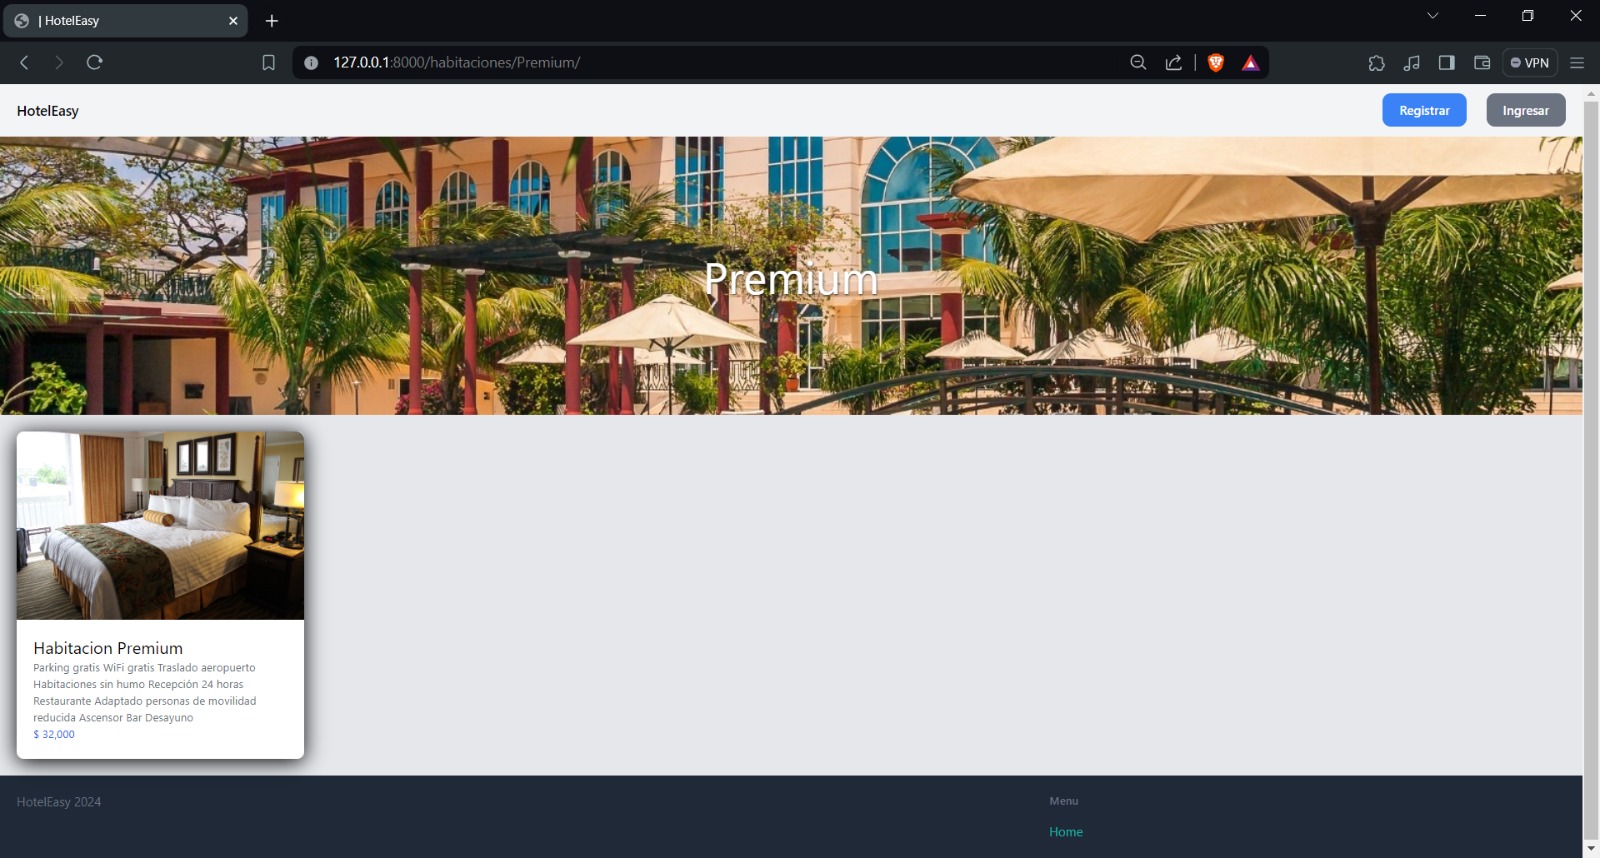 | HotelEasy
127.0.0.1:8000/habitaciones/Premium/
VPN
HotelEasy
Registrar
Ingresar
Premium
Habitacion Premium
Parking gratis WiFi gratis Traslado aeropuerto
Habitaciones sin humo Recepción 24 horas
Restaurante Adaptado personas de movilidad
reducida Ascensor Bar Desayuno
$ 32,000
HotelEasy 2024
Menu
Home